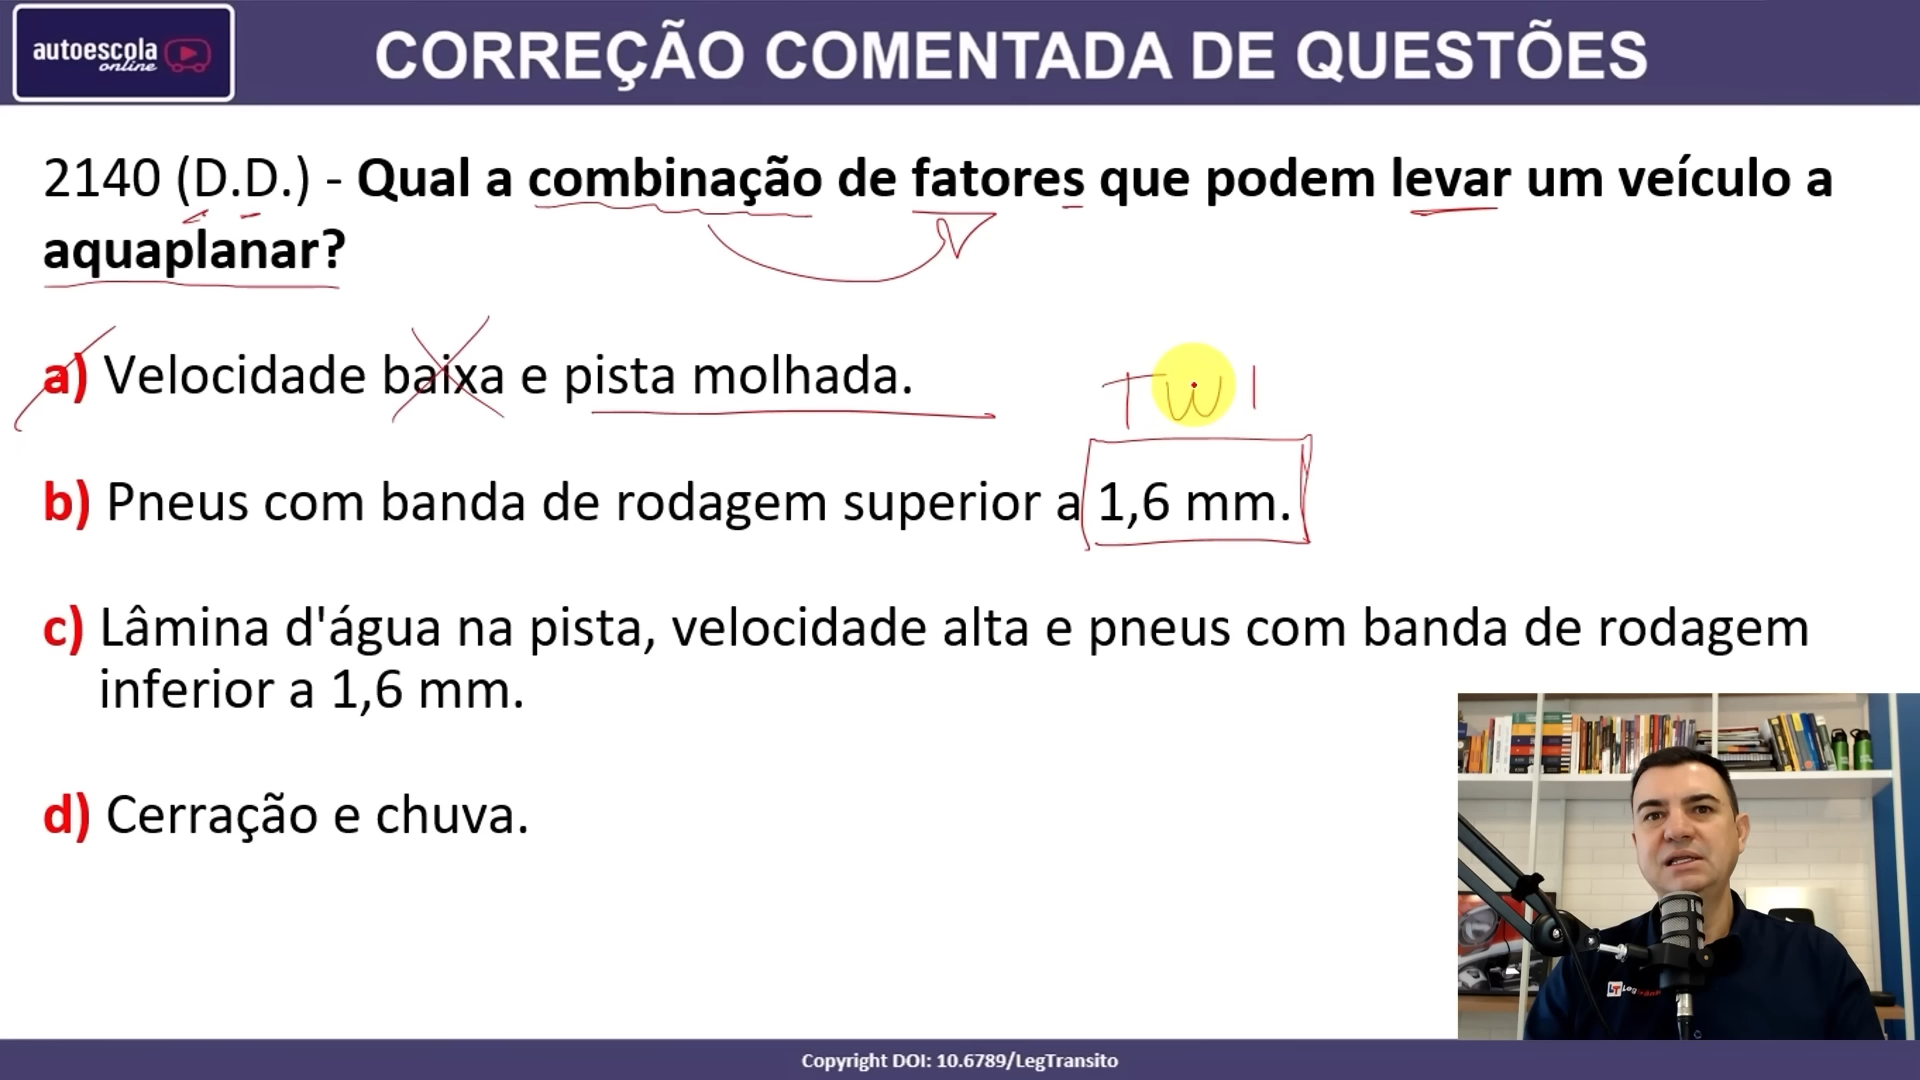 autoescola
online
CORREÇÃO COMENTADA DE QUESTÕES
2140 (D.D.) - Qual a combinação de fatores que podem levar um veículo a
aquaplanar?
a) Velocidade baixa e pista molhada.
TWI
b) Pneus com banda de rodagem superior a 1,6 mm.
c) Lâmina d'água na pista, velocidade alta e pneus com banda de rodagem
inferior a 1,6 mm.
d) Cerração e chuva.
LT
Copyright DOI: 10.6789/LegTransito